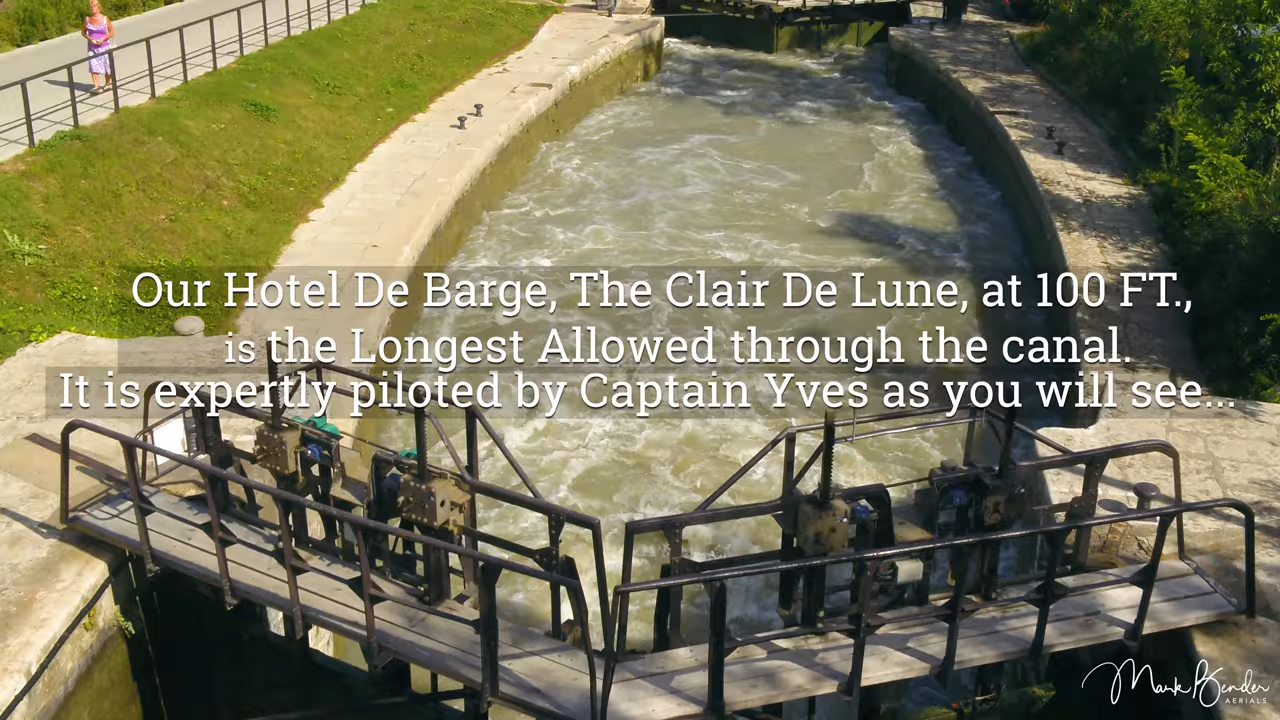 Our Hotel De Barge, The Clair De Lune, at 100 FT.,
is the Longest Allowed through the canal.
It is expertly piloted by Captain Yves as you will see...
Mark Bender
AERIALS